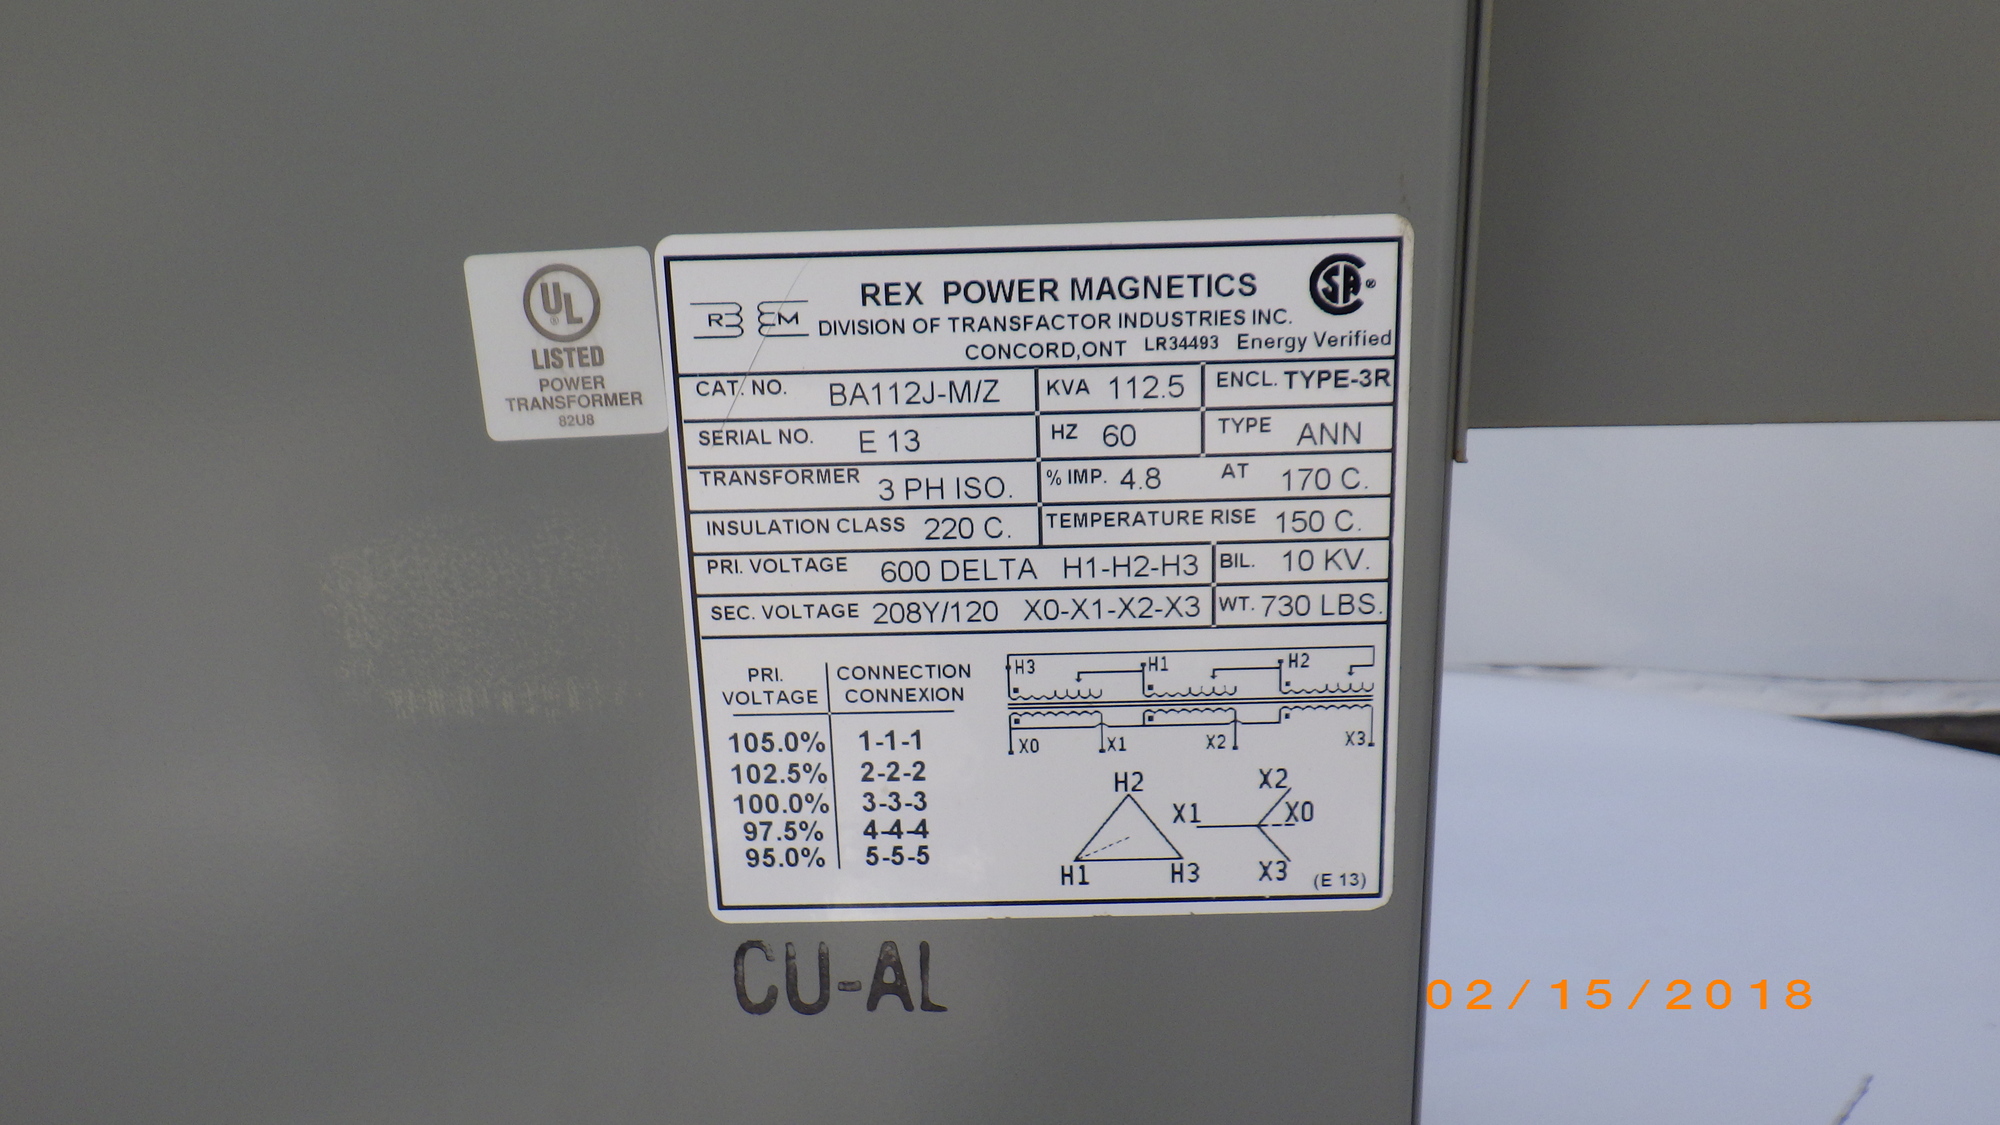 UL
®
LISTED
POWER
TRANSFORMER
82U8
R EM
REX POWER MAGNETICS
DIVISION OF TRANSFACTOR INDUSTRIES INC.
CONCORD,ONT LR34493 Energy Verified
SA ®
CAT. NO. BA112J-M/Z KVA 112.5 ENCL. TYPE-3R
SERIAL NO. E 13 HZ 60 TYPE ANN
TRANSFORMER 3 PH ISO. % IMP. 4.8 AT 170 C.
INSULATION CLASS 220 C. TEMPERATURE RISE 150 C.
PRI. VOLTAGE 600 DELTA H1-H2-H3 BIL. 10 KV.
SEC. VOLTAGE 208Y/120 X0-X1-X2-X3 WT. 730 LBS.
PRI. VOLTAGE CONNECTION CONNEXION
105.0% 1-1-1
102.5% 2-2-2
100.0% 3-3-3
97.5% 4-4-4
95.0% 5-5-5
H3 H1 H2
X0 X1 X2 X3
H2
H1 H3
X2
X1 X0
X3
(E 13)
CU-AL
02/15/2018